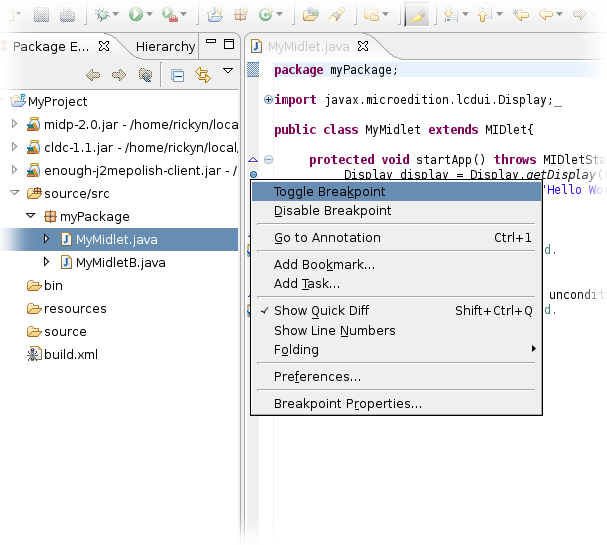 Package E...
Hierarchy
MyProject
midp-2.0.jar - /home/rickyn/loca
cldc-1.1.jar - /home/rickyn/local
enough-j2mepolish-client.jar - /
source/src
myPackage
MyMidlet.java
MyMidletB.java
bin
resources
source
build.xml
MyMidlet.java
package myPackage;
import javax.microedition.lcdui.Display;
public class MyMidlet extends MIDlet{
protected void startApp() throws MIDletSta
Display display = Display.getDisplay(t
"Hello Wor
d.
uncondit
d.
Toggle Breakpoint
Disable Breakpoint
Go to Annotation Ctrl+1
Add Bookmark...
Add Task...
✓ Show Quick Diff Shift+Ctrl+Q
Show Line Numbers
Folding
Preferences...
Breakpoint Properties...